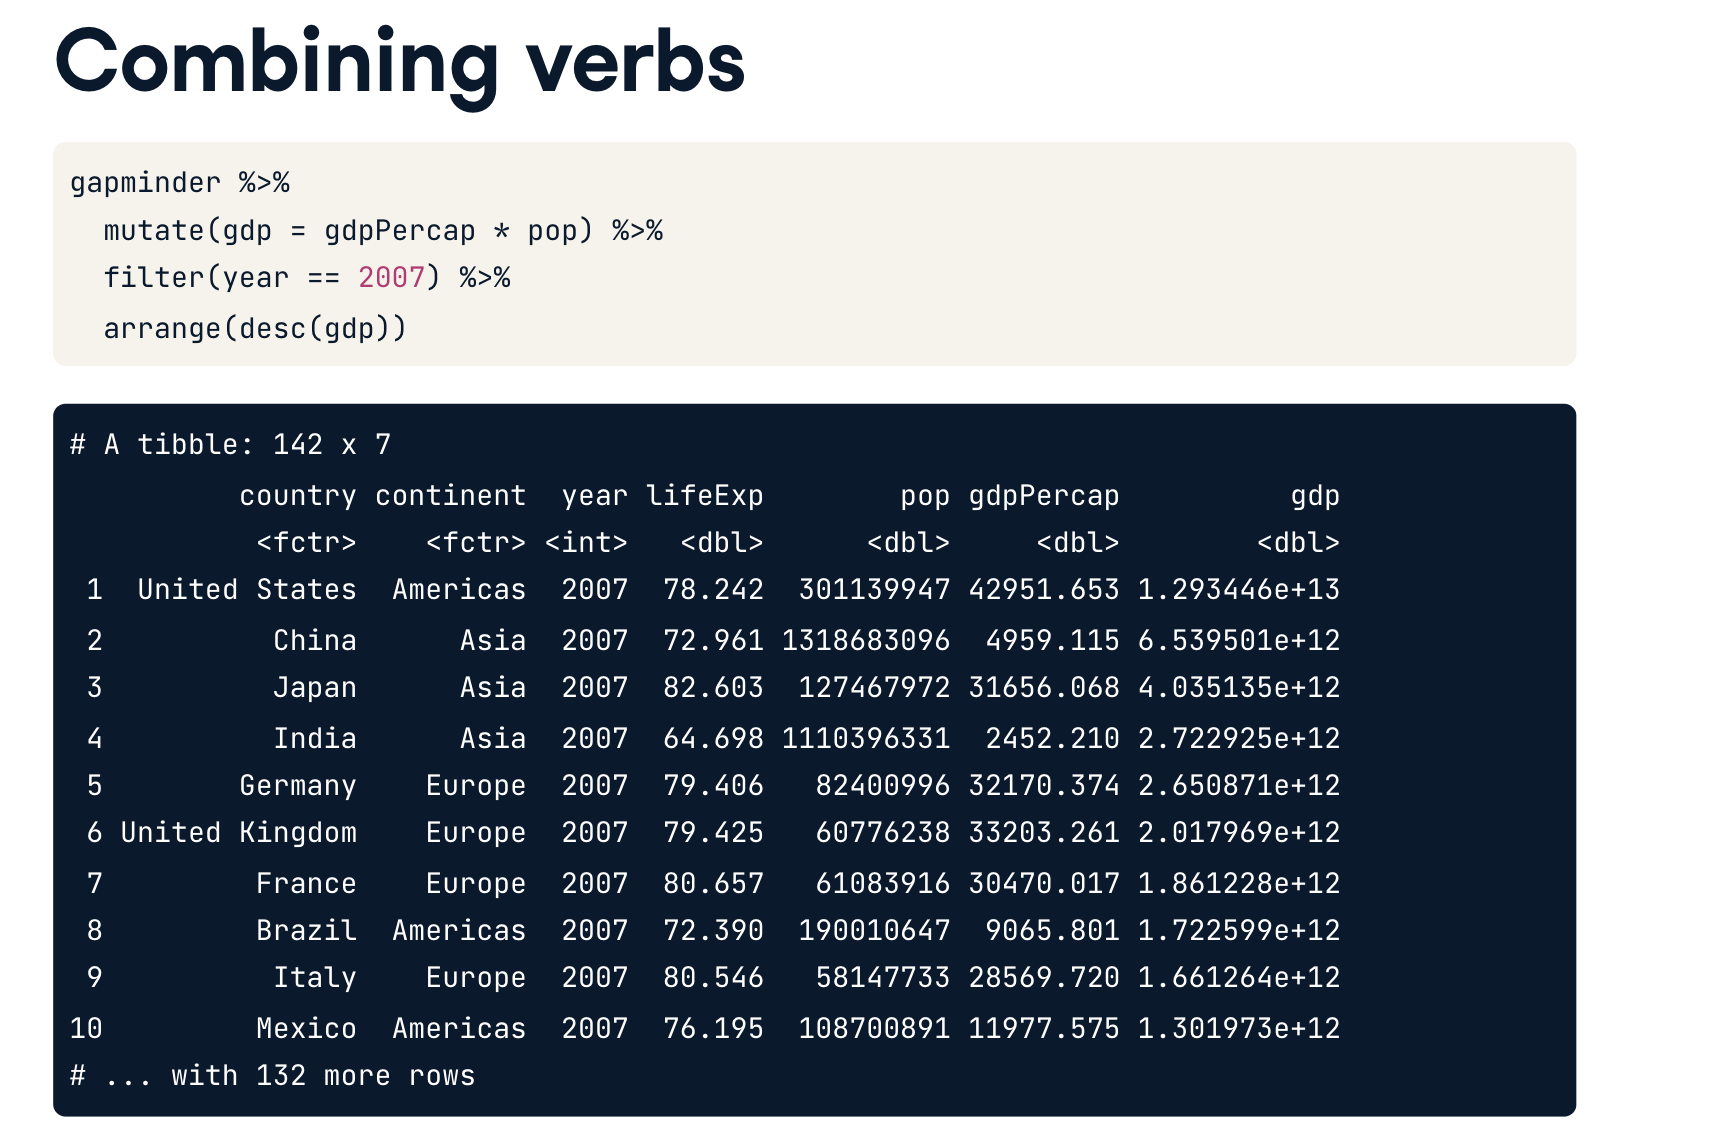 Combining verbs
gapminder %>%
  mutate(gdp = gdpPercap * pop) %>%
  filter(year == 2007) %>%
  arrange(desc(gdp))
# A tibble: 142 x 7
          country continent  year lifeExp        pop gdpPercap          gdp
           <fctr>    <fctr> <int>   <dbl>      <dbl>     <dbl>        <dbl>
 1  United States  Americas  2007  78.242  301139947 42951.653 1.293446e+13
 2          China      Asia  2007  72.961 1318683096  4959.115 6.539501e+12
 3          Japan      Asia  2007  82.603  127467972 31656.068 4.035135e+12
 4          India      Asia  2007  64.698 1110396331  2452.210 2.722925e+12
 5        Germany    Europe  2007  79.406   82400996 32170.374 2.650871e+12
 6 United Kingdom    Europe  2007  79.425   60776238 33203.261 2.017969e+12
 7         France    Europe  2007  80.657   61083916 30470.017 1.861228e+12
 8         Brazil  Americas  2007  72.390  190010647  9065.801 1.722599e+12
 9          Italy    Europe  2007  80.546   58147733 28569.720 1.661264e+12
10         Mexico  Americas  2007  76.195  108700891 11977.575 1.301973e+12
# ... with 132 more rows